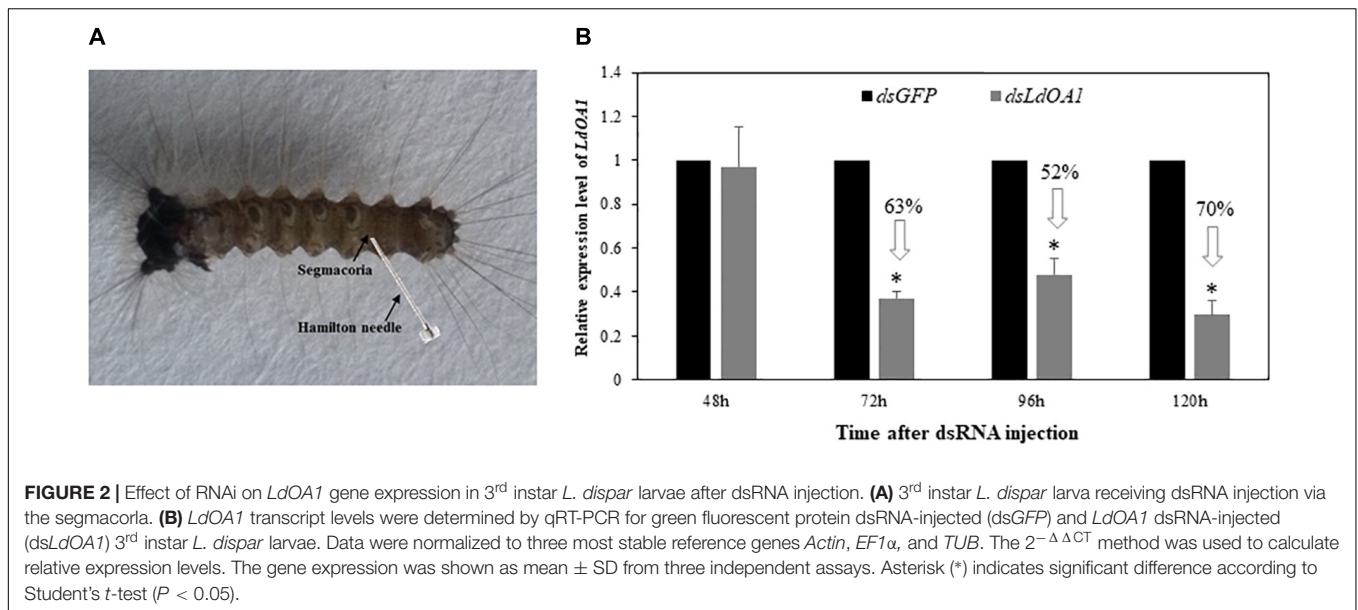 A
B
Segmacoria
Hamilton needle
Relative expression level of LdOA1
1.4
1.2
1
0.8
0.6
0.4
0.2
0
dsGFP
dsLdOA1
63%
*
52%
*
70%
*
48h
72h
96h
120h
Time after dsRNA injection
FIGURE 2 | Effect of RNAi on LdOA1 gene expression in 3rd instar L. dispar larvae after dsRNA injection. (A) 3rd instar L. dispar larva receiving dsRNA injection via
the segmacorla. (B) LdOA1 transcript levels were determined by qRT-PCR for green fluorescent protein dsRNA-injected (dsGFP) and LdOA1 dsRNA-injected
(dsLdOA1) 3rd instar L. dispar larvae. Data were normalized to three most stable reference genes Actin, EF1α, and TUB. The 2−ΔΔCT method was used to calculate
relative expression levels. The gene expression was shown as mean ± SD from three independent assays. Asterisk (*) indicates significant difference according to
Student's t-test (P < 0.05).